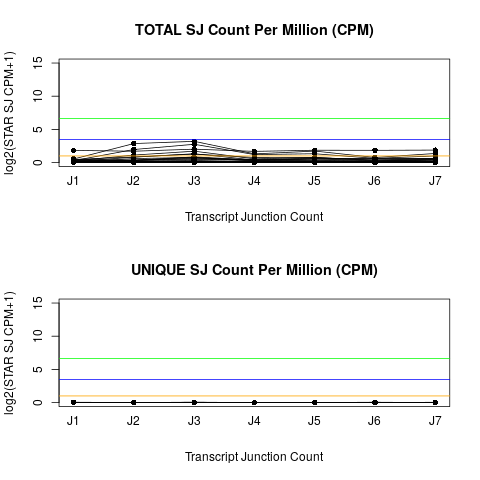 TOTAL SJ Count Per Million (CPM)
log2(STAR SJ CPM+1)
15
10
5
0
J1 J2 J3 J4 J5 J6 J7
Transcript Junction Count
UNIQUE SJ Count Per Million (CPM)
log2(STAR SJ CPM+1)
15
10
5
0
J1 J2 J3 J4 J5 J6 J7
Transcript Junction Count